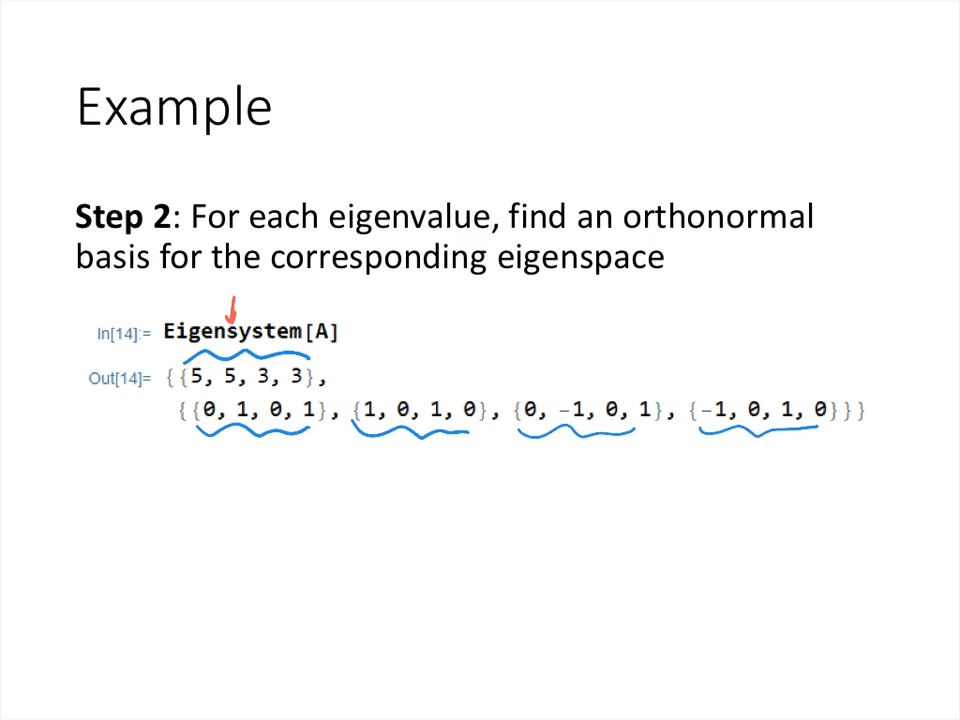 Example
Step 2: For each eigenvalue, find an orthonormal
basis for the corresponding eigenspace
In[14]:= Eigensystem[A]
Out[14]= {{5, 5, 3, 3},
{{0, 1, 0, 1}, {1, 0, 1, 0}, {0, -1, 0, 1}, {-1, 0, 1, 0}}}